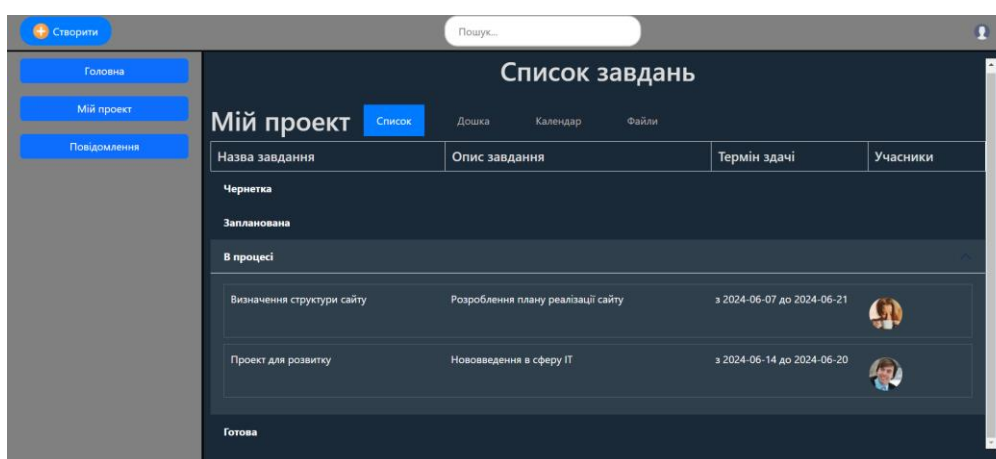 Створити
Пошук...
Головна
Мій проект
Повідомлення
Список завдань
Мій проект Список Дошка Календар Файли
Назва завдання Опис завдання Термін здачі Учасники
Чернетка
Запланована
В процесі
Визначення структури сайту Розроблення плану реалізації сайту з 2024-06-07 до 2024-06-21
Проект для розвитку Нововведення в сферу ІТ з 2024-06-14 до 2024-06-20
Готова